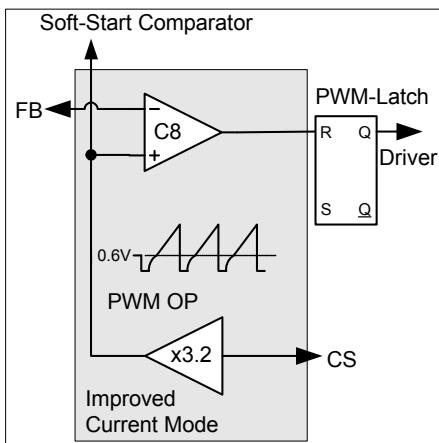 Soft-Start Comparator
FB
−
C8
+
PWM-Latch
R Q
Driver
S Q
0.6V
PWM OP
x3.2
CS
Improved
Current Mode